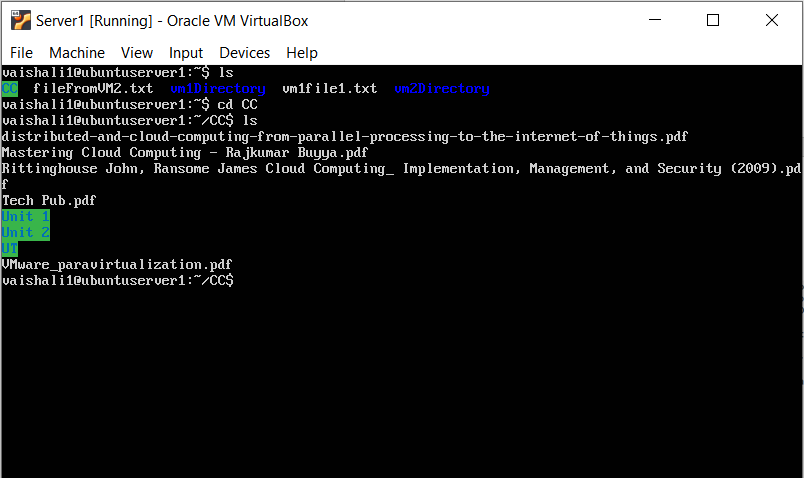 Server1 [Running] - Oracle VM VirtualBox
File Machine View Input Devices Help
vaishali1@ubuntuserver1:~$ ls
CC fileFromVM2.txt vm1Directory vm1file1.txt vm2Directory
vaishali1@ubuntuserver1:~$ cd CC
vaishali1@ubuntuserver1:~/CC$ ls
distributed-and-cloud-computing-from-parallel-processing-to-the-internet-of-things.pdf
Mastering Cloud Computing - Rajkumar Buyya.pdf
Rittinghouse John, Ransome James Cloud Computing_ Implementation, Management, and Security (2009).pd
f
Tech Pub.pdf
Unit 1
Unit 2
UT
VMware_paravirtualization.pdf
vaishali1@ubuntuserver1:~/CC$